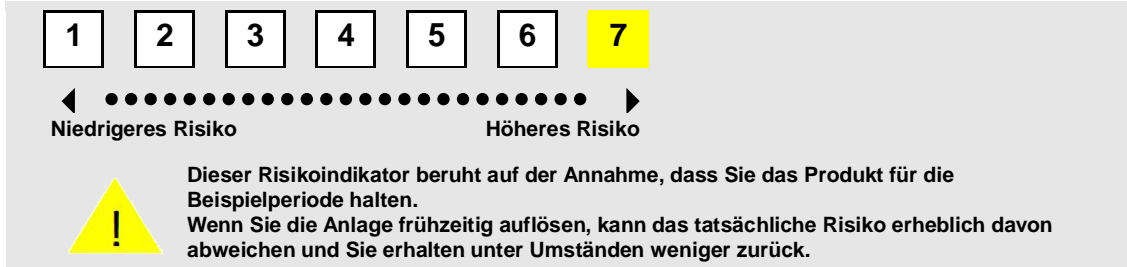 1 2 3 4 5 6 7
Niedrigeres Risiko Höheres Risiko
Dieser Risikoindikator beruht auf der Annahme, dass Sie das Produkt für die
Beispielperiode halten.
Wenn Sie die Anlage frühzeitig auflösen, kann das tatsächliche Risiko erheblich davon
abweichen und Sie erhalten unter Umständen weniger zurück.
!